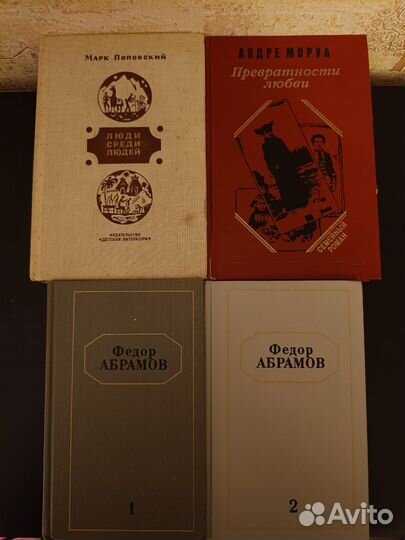 Марк Поповский
ЛЮДИ
СРЕДИ
ЛЮДЕЙ
ИЗДАТЕЛЬСТВО
«ДЕТСКАЯ ЛИТЕРАТУРА»
АНДРЕ МОРУА
Превратности
любви
СЕМЕЙНЫЙ
РОМАН
Федор
АБРАМОВ
1
Федор
АБРАМОВ
2
Avito